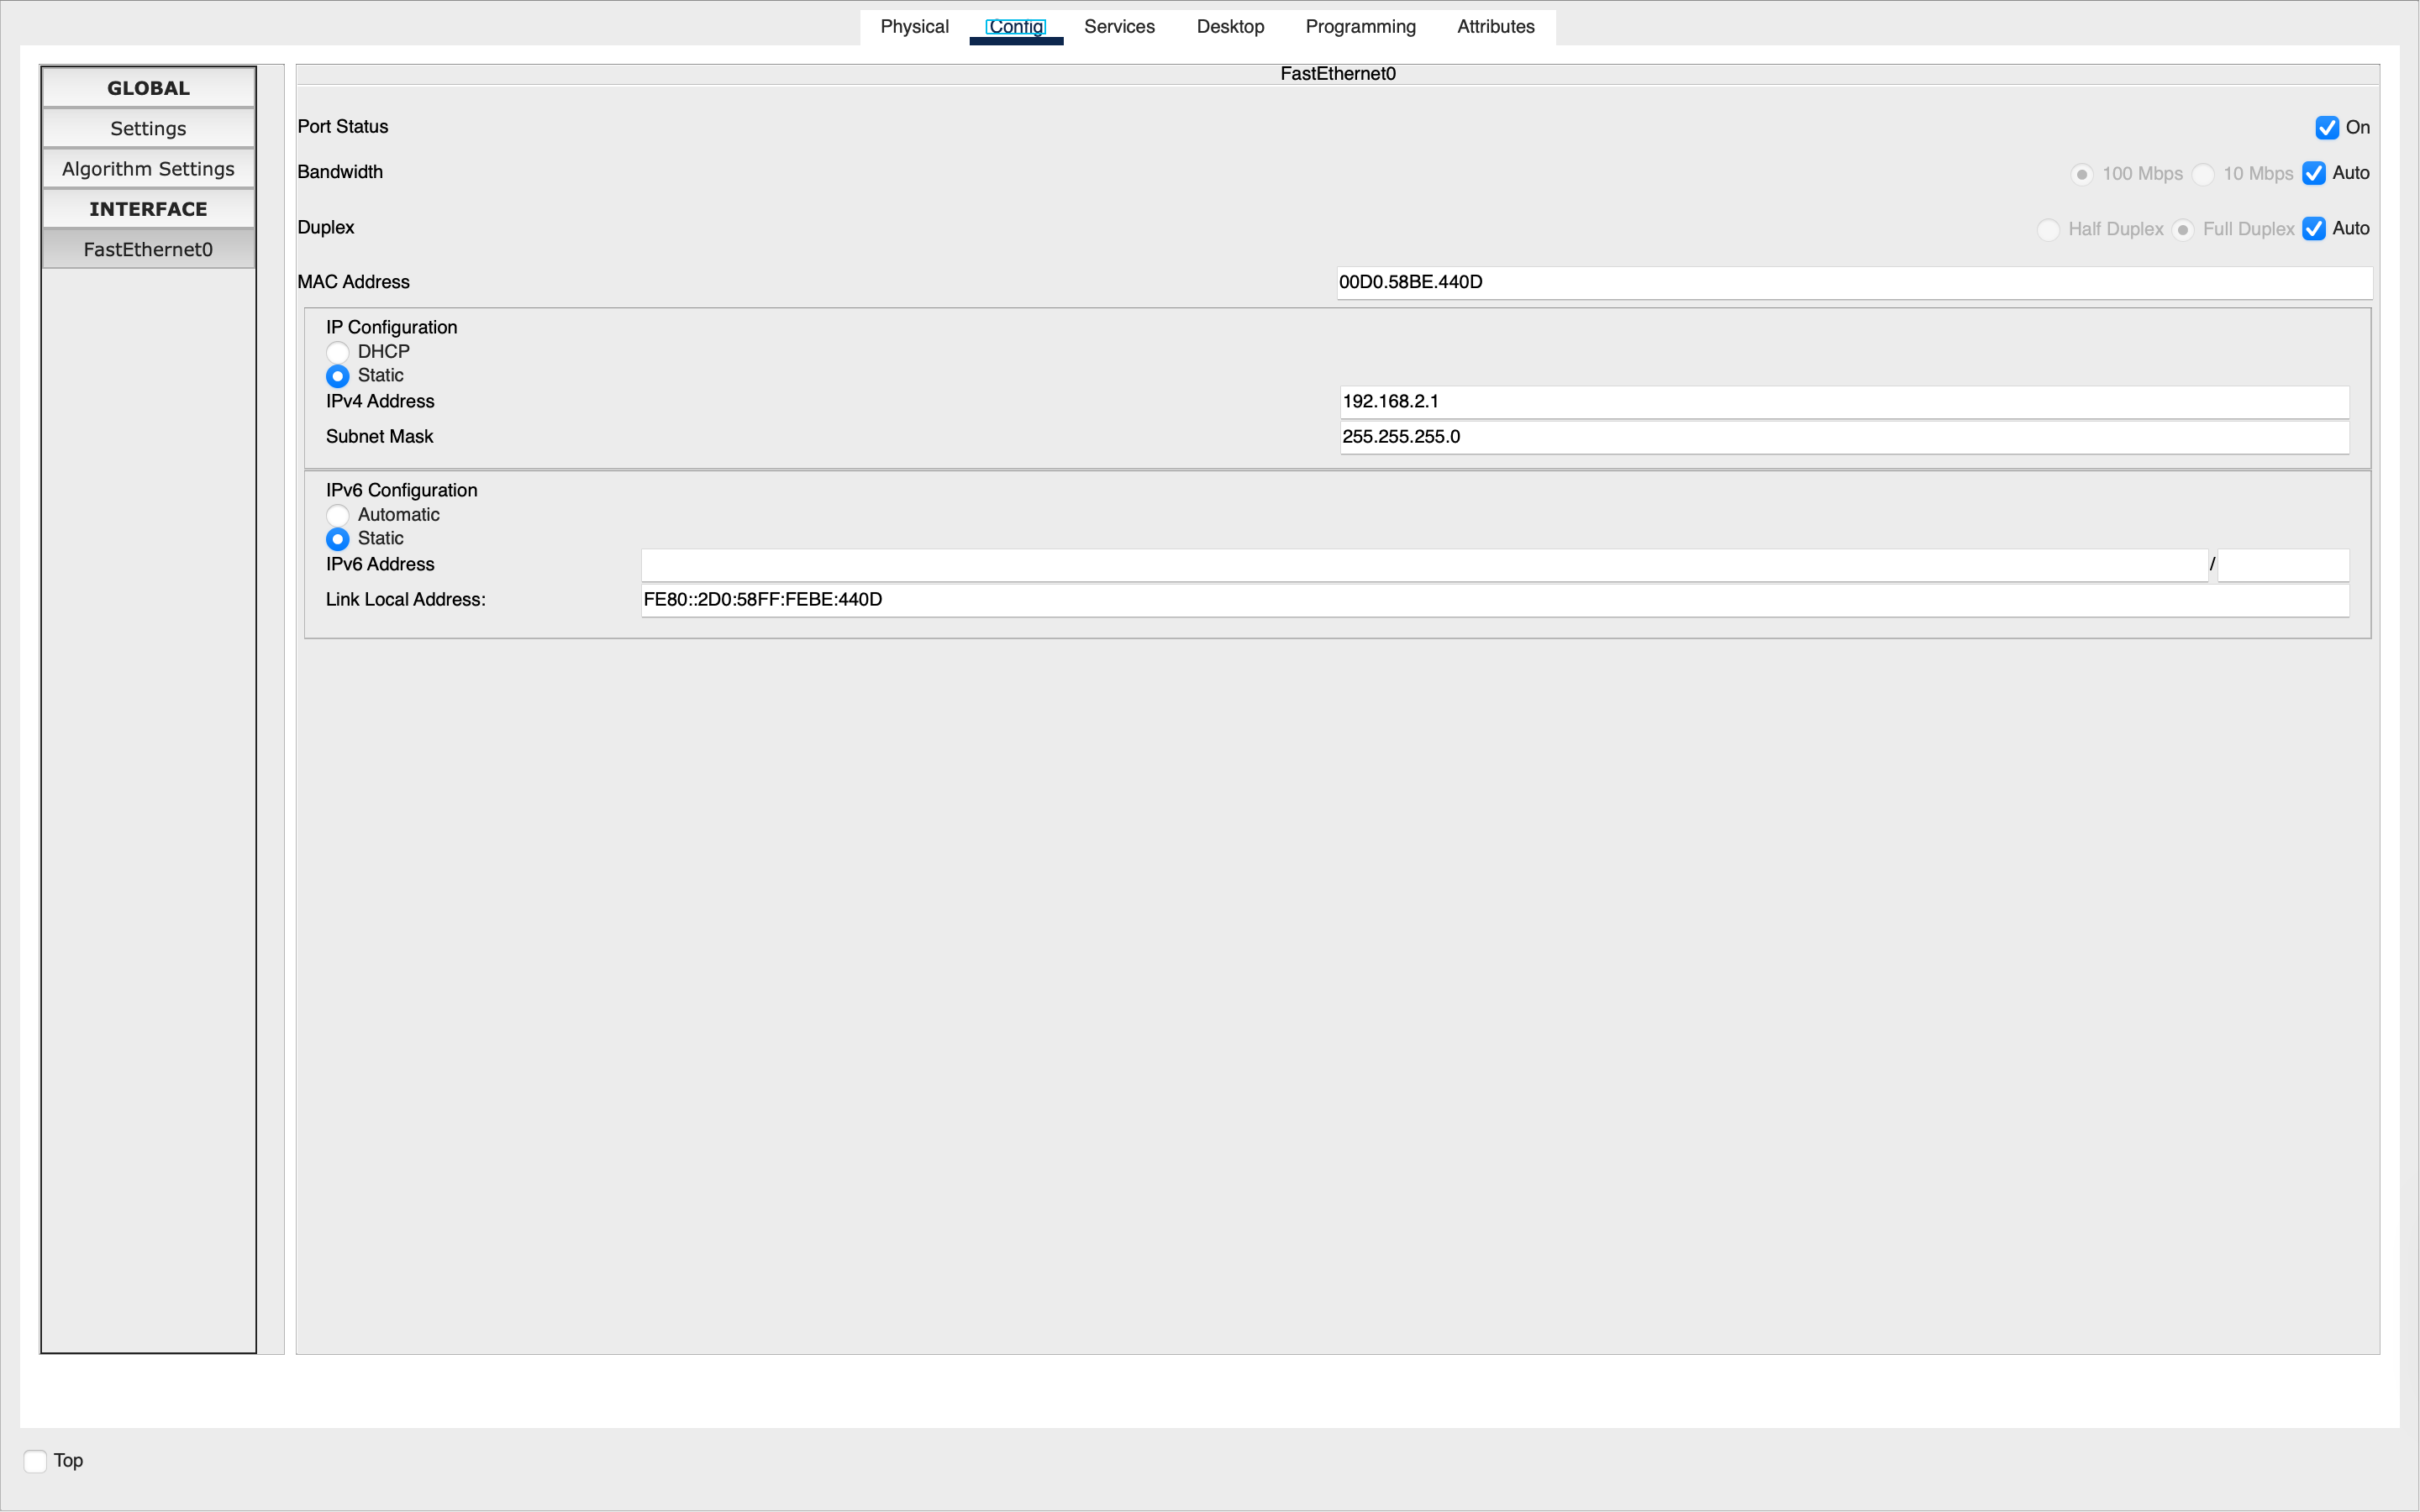 Physical Config Services Desktop Programming Attributes
GLOBAL
Settings
Algorithm Settings
INTERFACE
FastEthernet0
FastEthernet0
Port Status On
Bandwidth 100 Mbps 10 Mbps Auto
Duplex Half Duplex Full Duplex Auto
MAC Address 00D0.58BE.440D
IP Configuration
DHCP
Static
IPv4 Address 192.168.2.1
Subnet Mask 255.255.255.0
IPv6 Configuration
Automatic
Static
IPv6 Address /
Link Local Address: FE80::2D0:58FF:FEBE:440D
Top